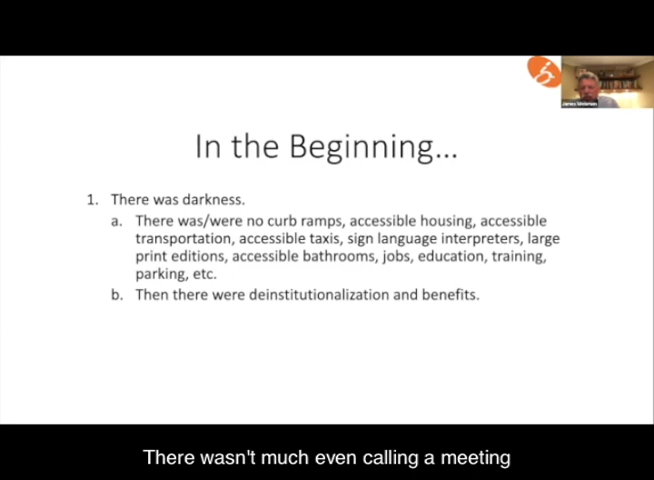 In the Beginning...
1. There was darkness.
a. There was/were no curb ramps, accessible housing, accessible
transportation, accessible taxis, sign language interpreters, large
print editions, accessible bathrooms, jobs, education, training,
parking, etc.
b. Then there were deinstitutionalization and benefits.
There wasn't much even calling a meeting